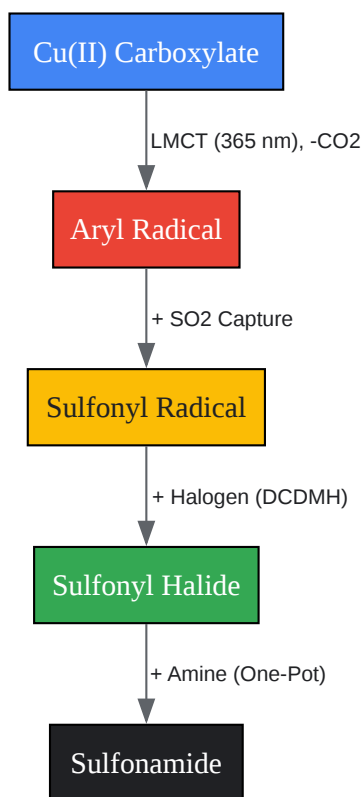 Cu(II) Carboxylate
LMCT (365 nm), -CO2
Aryl Radical
+ SO2 Capture
Sulfonyl Radical
+ Halogen (DCDMH)
Sulfonyl Halide
+ Amine (One-Pot)
Sulfonamide